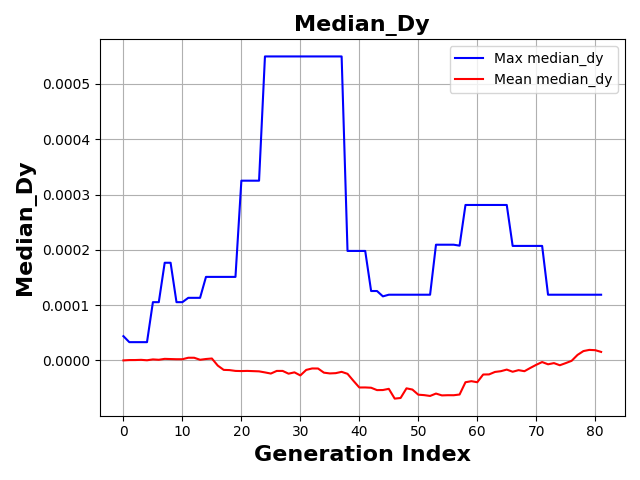 Median_Dy
Max median_dy
Mean median_dy
Median_Dy
0.0005
0.0004
0.0003
0.0002
0.0001
0.0000
0 10 20 30 40 50 60 70 80
Generation Index